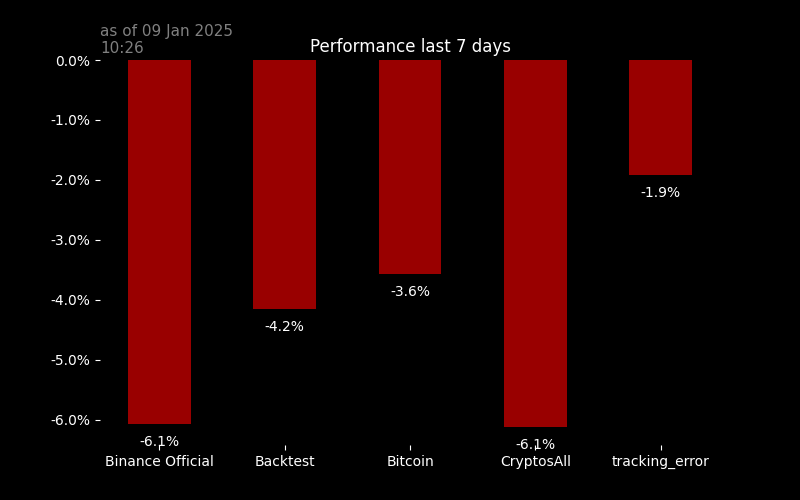 as of 09 Jan 2025
10:26
Performance last 7 days
0.0%
-1.0%
-2.0%
-3.0%
-4.0%
-5.0%
-6.0%
-6.1%
-4.2%
-3.6%
-6.1%
-1.9%
Binance Official
Backtest
Bitcoin
CryptosAll
tracking_error